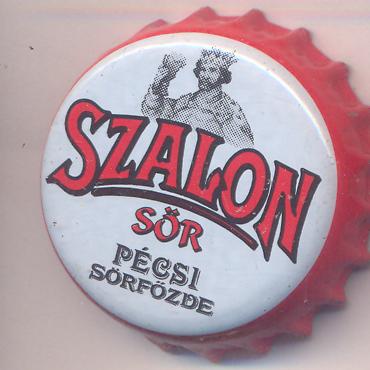 SZALON
SÖR
PÉCSI
SÖRFŐZDE